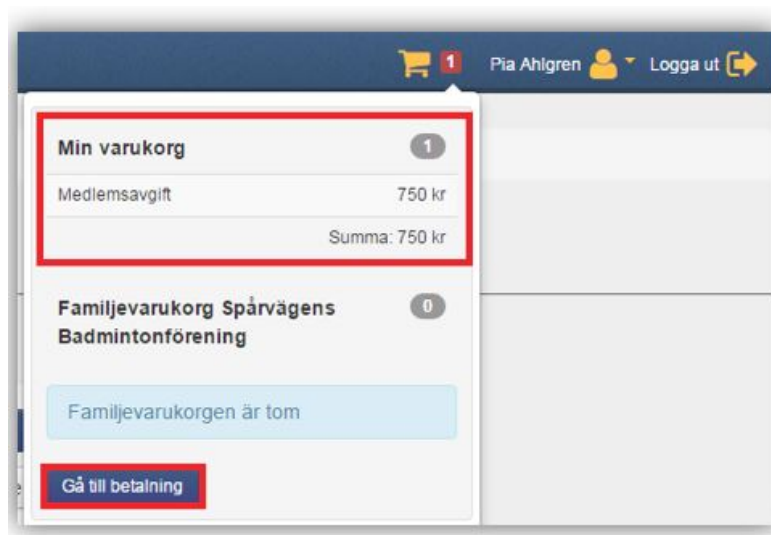 1 Pia Ahlgren Logga ut
Min varukorg 1
Medlemsavgift 750 kr
Summa: 750 kr
Familjevarukorg Spårvägens 0
Badmintonförening
Familjevarukorgen är tom
Gå till betalning